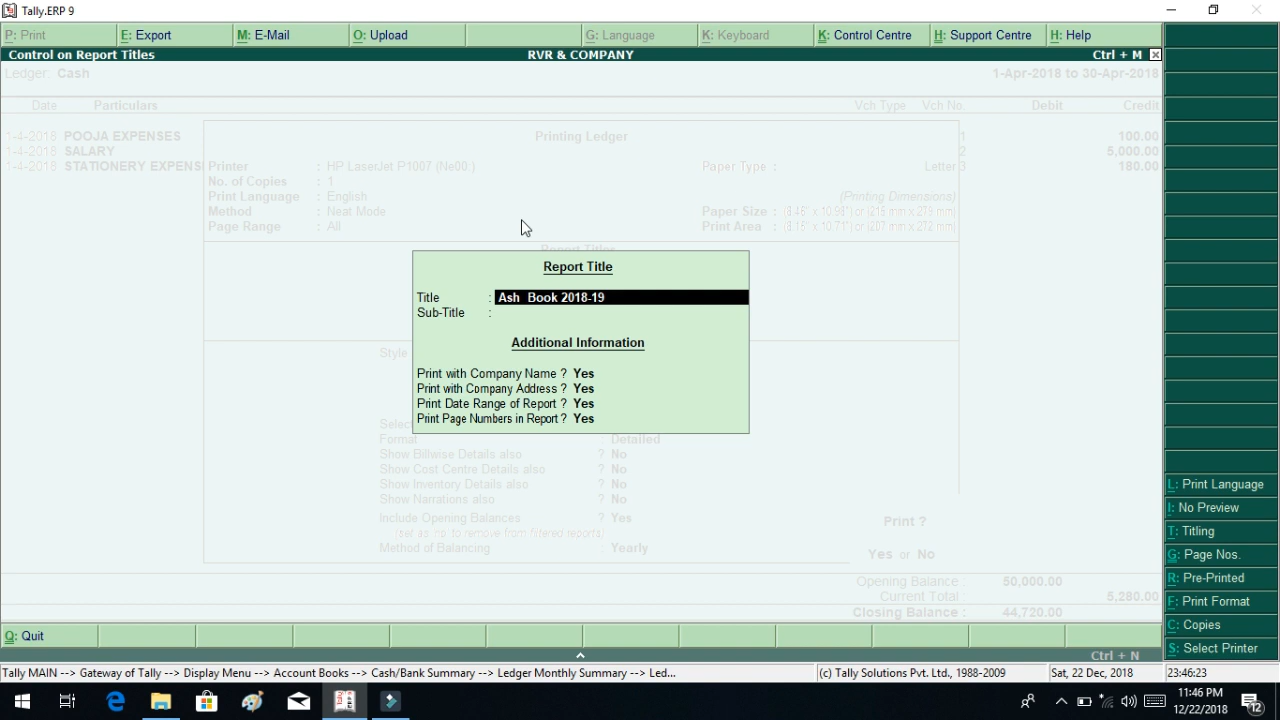 Tally.ERP 9
P: Print E: Export M: E-Mail O: Upload G: Language K: Keyboard K: Control Centre H: Support Centre H: Help
Control on Report Titles RVR & COMPANY Ctrl + M
Ledger: Cash 1-Apr-2018 to 30-Apr-2018
Date Particulars Vch Type Vch No. Debit Credit
1-4-2018 POOJA EXPENSES 1 100.00
1-4-2018 SALARY 2 5,000.00
1-4-2018 STATIONERY EXPENS 3 180.00
Printing Ledger
Printer : HP LaserJet P1007 (Ne00:) Paper Type : Letter
No. of Copies : 1
Print Language : English (Printing Dimensions)
Method : Neat Mode Paper Size : (8.46" x 10.98") or (215 mm x 279 mm)
Page Range : All Print Area : (8.15" x 10.71") or (207 mm x 272 mm)
Report Titles
Report Title
Title : Ash Book 2018-19
Sub-Title :
Additional Information
Print with Company Name ? Yes
Print with Company Address ? Yes
Print Date Range of Report ? Yes
Print Page Numbers in Report ? Yes
Style
Selec
Format : Detailed
Show Billwise Details also ? No
Show Cost Centre Details also ? No
Show Inventory Details also ? No
Show Narrations also ? No
Include Opening Balances ? Yes
(set as 'no' to remove from filtered reports)
Method of Balancing : Yearly
Print ?
Yes or No
Opening Balance : 50,000.00
Current Total : 5,280.00
Closing Balance : 44,720.00
L: Print Language
I: No Preview
T: Titling
G: Page Nos.
R: Pre-Printed
F: Print Format
C: Copies
S: Select Printer
Q: Quit
Ctrl + N
Tally MAIN --> Gateway of Tally --> Display Menu --> Account Books --> Cash/Bank Summary --> Ledger Monthly Summary --> Led... (c) Tally Solutions Pvt. Ltd., 1988-2009 Sat, 22 Dec, 2018 23:46:23
11:46 PM
12/22/2018
12